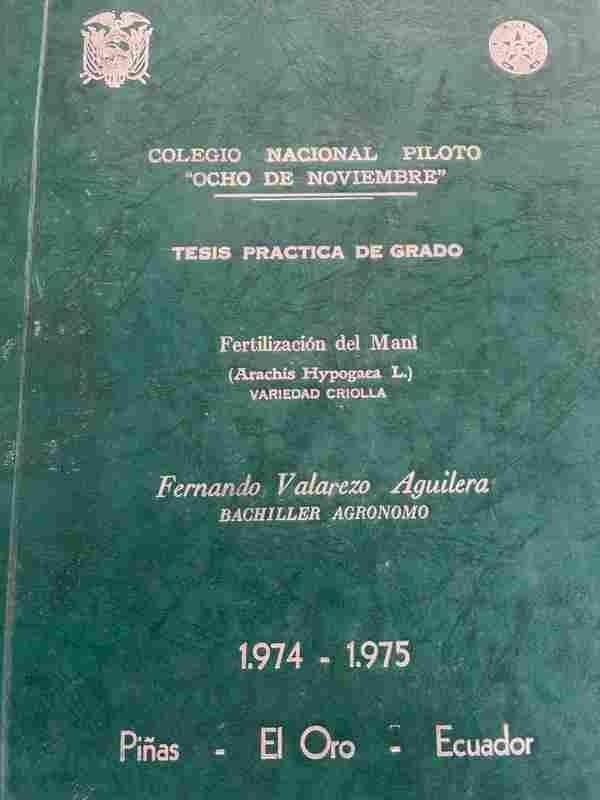 COLEGIO NACIONAL PILOTO
"OCHO DE NOVIEMBRE"
TESIS PRACTICA DE GRADO
Fertilización del Maní
(Arachis Hypogaea L.)
VARIEDAD CRIOLLA
Fernando Valarezo Aguilera
BACHILLER AGRONOMO
1.974 - 1.975
Piñas - El Oro - Ecuador